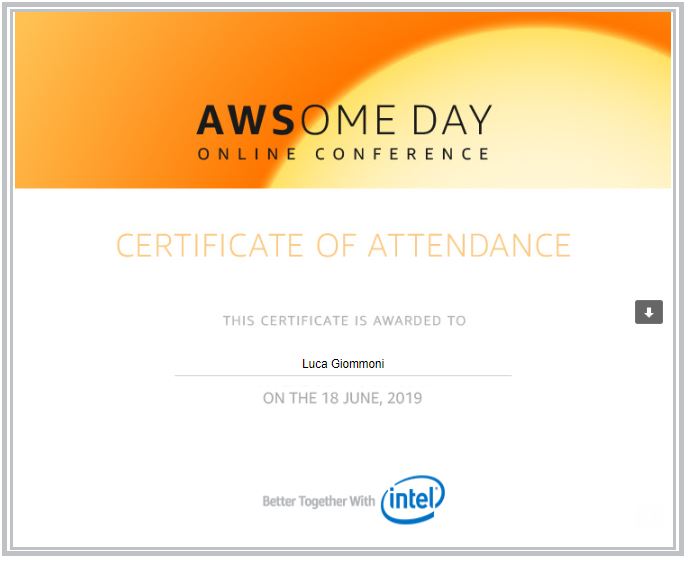 AWSOME DAY
ONLINE CONFERENCE
CERTIFICATE OF ATTENDANCE
THIS CERTIFICATE IS AWARDED TO
Luca Giommoni
ON THE 18 JUNE, 2019
Better Together With intel